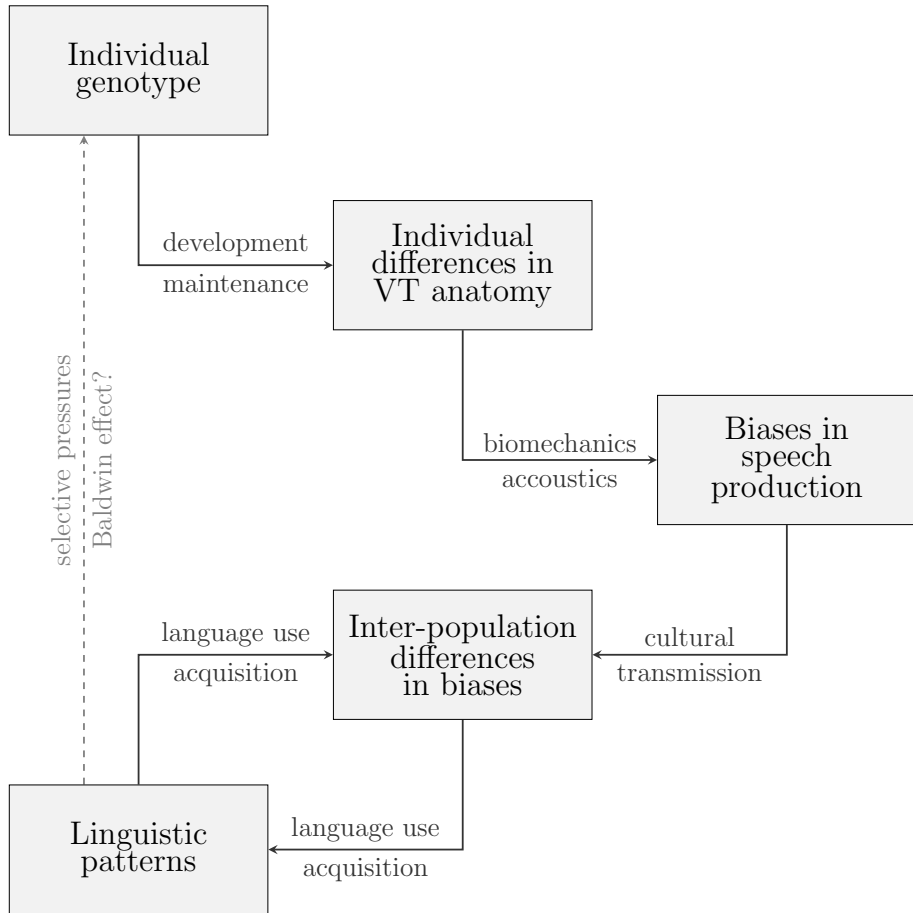 Individual
genotype
development
maintenance
Individual
differences in
VT anatomy
biomechanics
accoustics
Biases in
speech
production
selective pressures
Baldwin effect?
language use
acquisition
Inter-population
differences
in biases
cultural
transmission
Linguistic
patterns
language use
acquisition